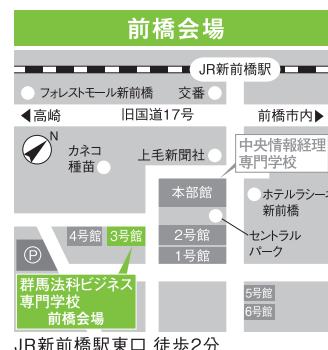 前橋会場
JR新前橋駅
フォレストモール新前橋
交番
◀高崎
旧国道17号
前橋市内▶
N
カネコ
種苗
上毛新聞社
中央情報経理
専門学校
本部館
ホテルラシーネ
新前橋
4号館
3号館
2号館
セントラル
パーク
1号館
P
群馬法科ビジネス
専門学校
前橋会場
5号館
6号館
JR新前橋駅東口 徒歩2分